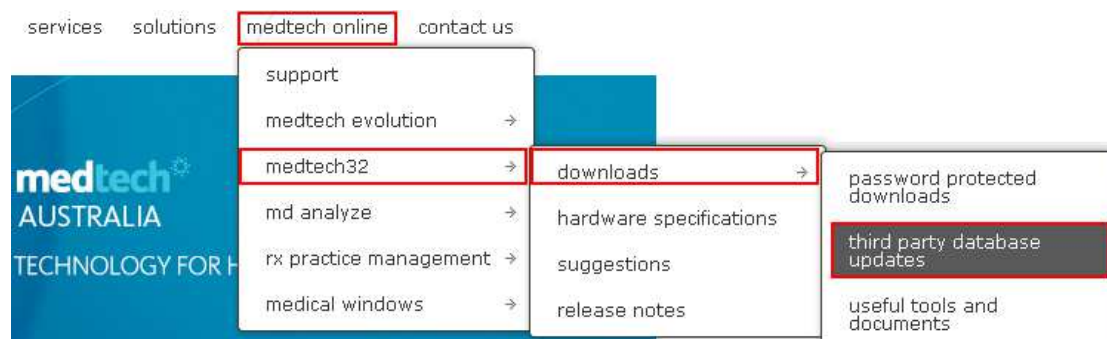 services solutions medtech online contact us
support
medtech evolution
medtech32
md analyze
rx practice management
medical windows
downloads
hardware specifications
suggestions
release notes
password protected
downloads
third party database
updates
useful tools and
documents
medtech
AUSTRALIA
TECHNOLOGY FOR